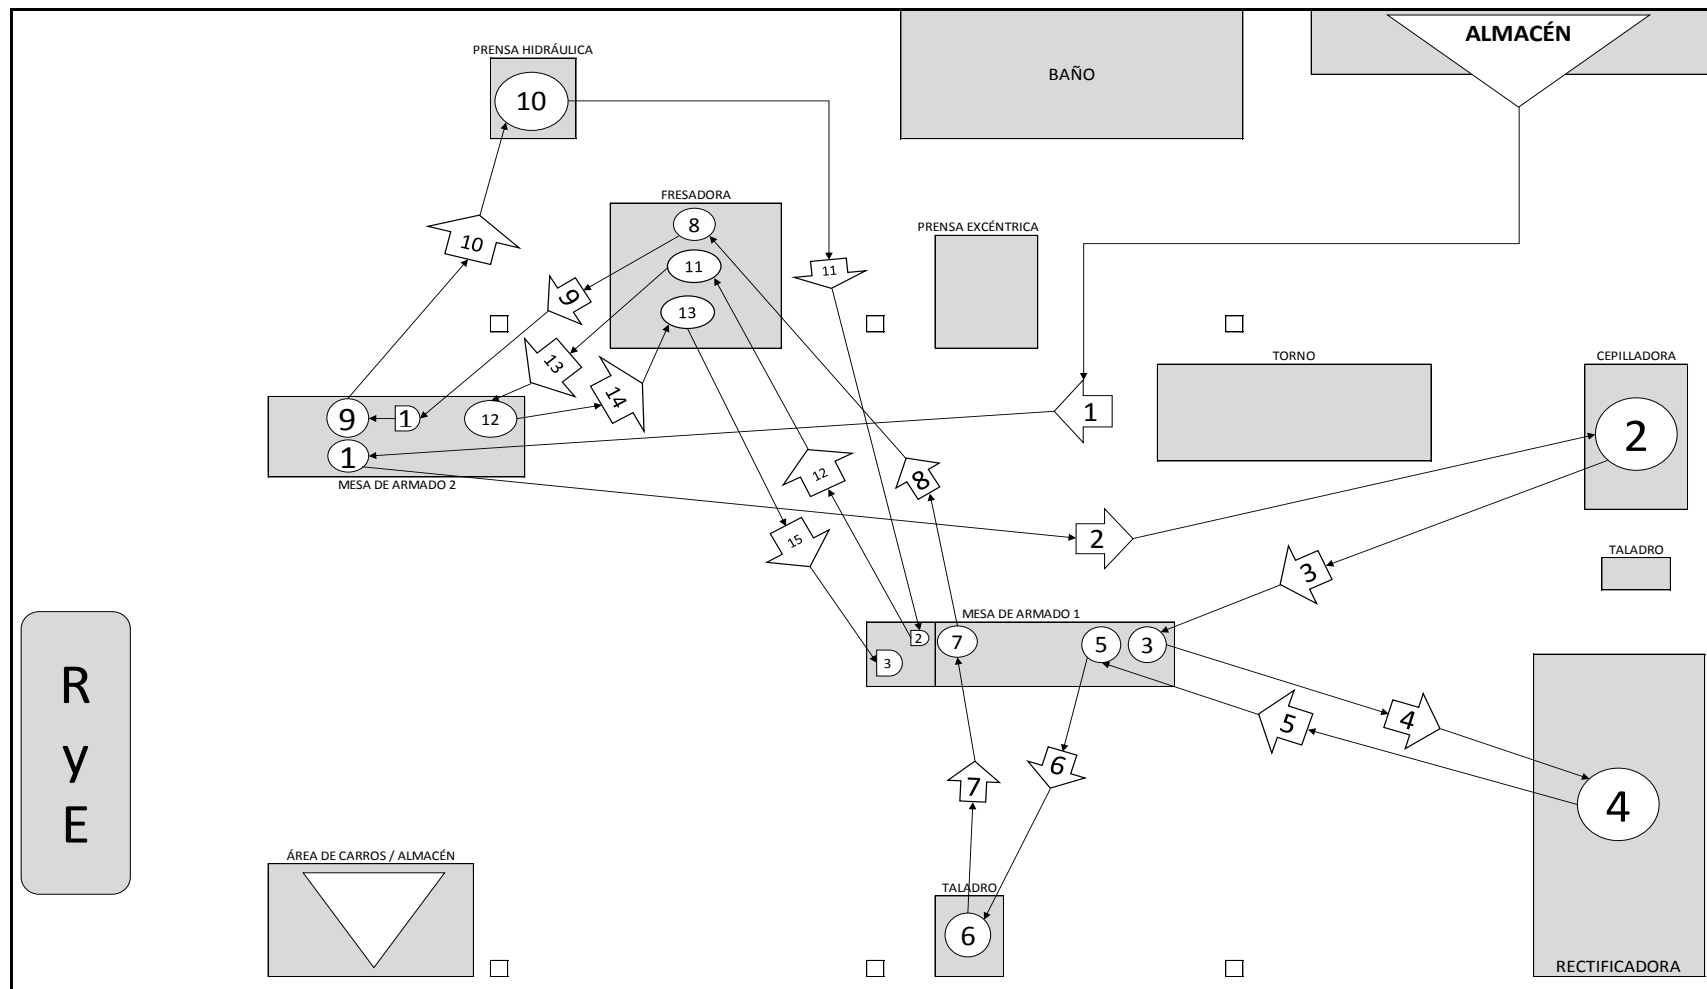 ALMACÉN
PRENSA HIDRÁULICA
BAÑO
10
FRESADORA
8
PRENSA EXCÉNTRICA
10
11
11
9
13
TORNO
CEPILLADORA
13
14
1
9
1
12
2
1
MESA DE ARMADO 2
12
8
2
15
3
TALADRO
MESA DE ARMADO 1
2
7
5
3
3
R
y
E
4
5
6
7
4
ÁREA DE CARROS / ALMACÉN
TALADRO
6
RECTIFICADORA